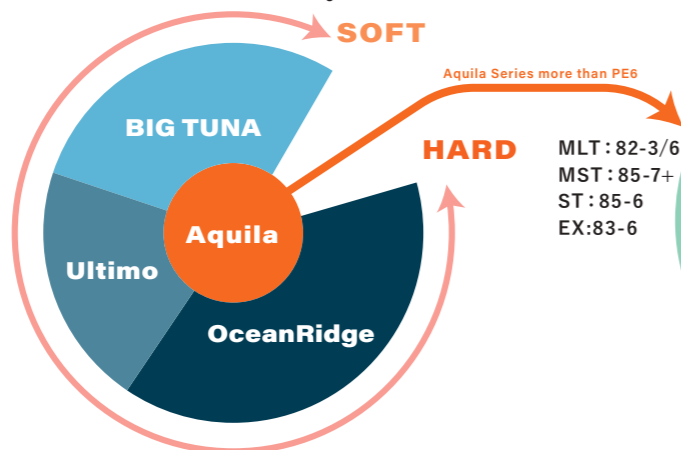 SOFT
Aquila Series more than PE6
BIG TUNA
HARD
MLT：82-3/6
MST：85-7+
ST：85-6
EX:83-6
Aquila
Ultimo
OceanRidge